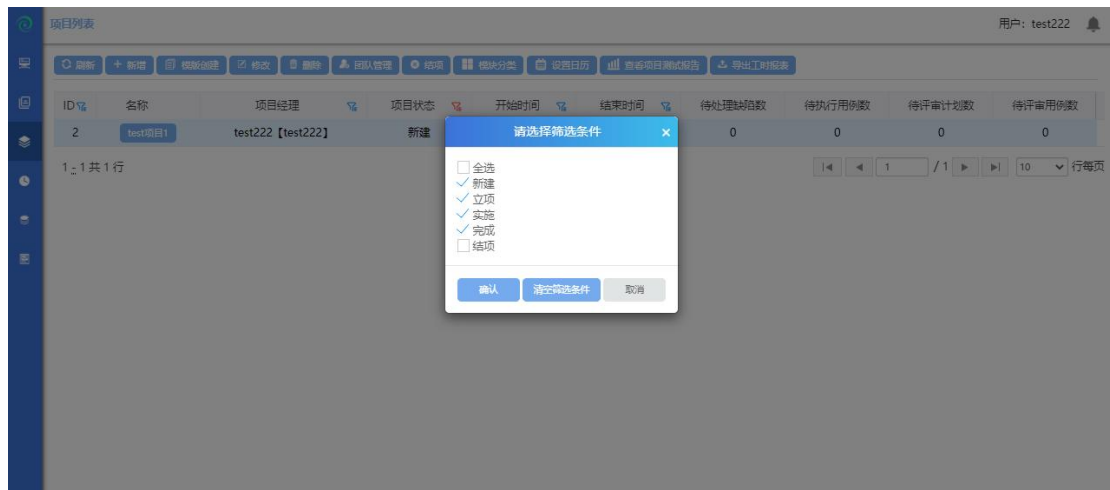 项目列表
用户: test222
刷新 新增 模版创建 修改 删除 团队管理 结项 模块分类 设置日历 查看项目测试报告 导出工时报表
ID 名称 项目经理 项目状态 开始时间 结束时间 待处理缺陷数 待执行用例数 待评审计划数 待评审用例数
2 test项目1 test222【test222】 新建 0 0 0 0
1 - 1 共 1 行
1 / 1 10 行每页
请选择筛选条件 ×
全选
新建
立项
实施
完成
结项
确认 清空筛选条件 取消